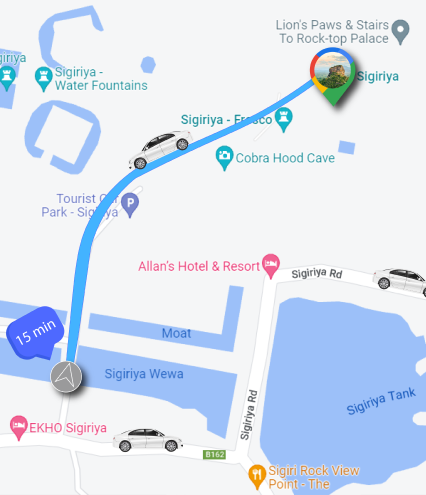 Lion's Paws & Stairs
To Rock-top Palace
giriya
Sigiriya -
Water Fountains
Sigiriya
Sigiriya - Fresco
Cobra Hood Cave
Tourist Car
Park - Sigiriya
P
Allan's Hotel & Resort
Sigiriya Rd
15 min
Moat
Sigiriya Wewa
Sigiriya Rd
Sigiriya Tank
EKHO Sigiriya
B162
Sigiri Rock View
Point - The